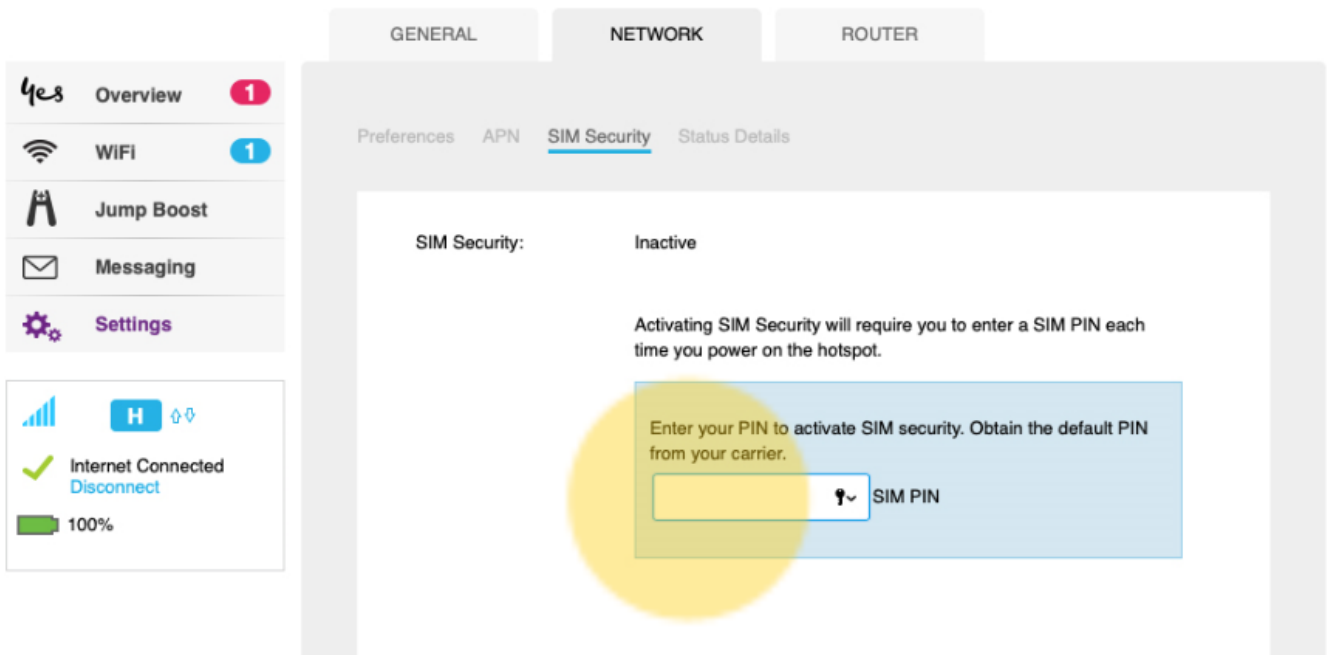 GENERAL
NETWORK
ROUTER
yes Overview 1
WiFi 1
Jump Boost
Messaging
Settings
H
Internet Connected
Disconnect
100%
Preferences APN SIM Security Status Details
SIM Security: Inactive
Activating SIM Security will require you to enter a SIM PIN each
time you power on the hotspot.
Enter your PIN to activate SIM security. Obtain the default PIN
from your carrier.
SIM PIN